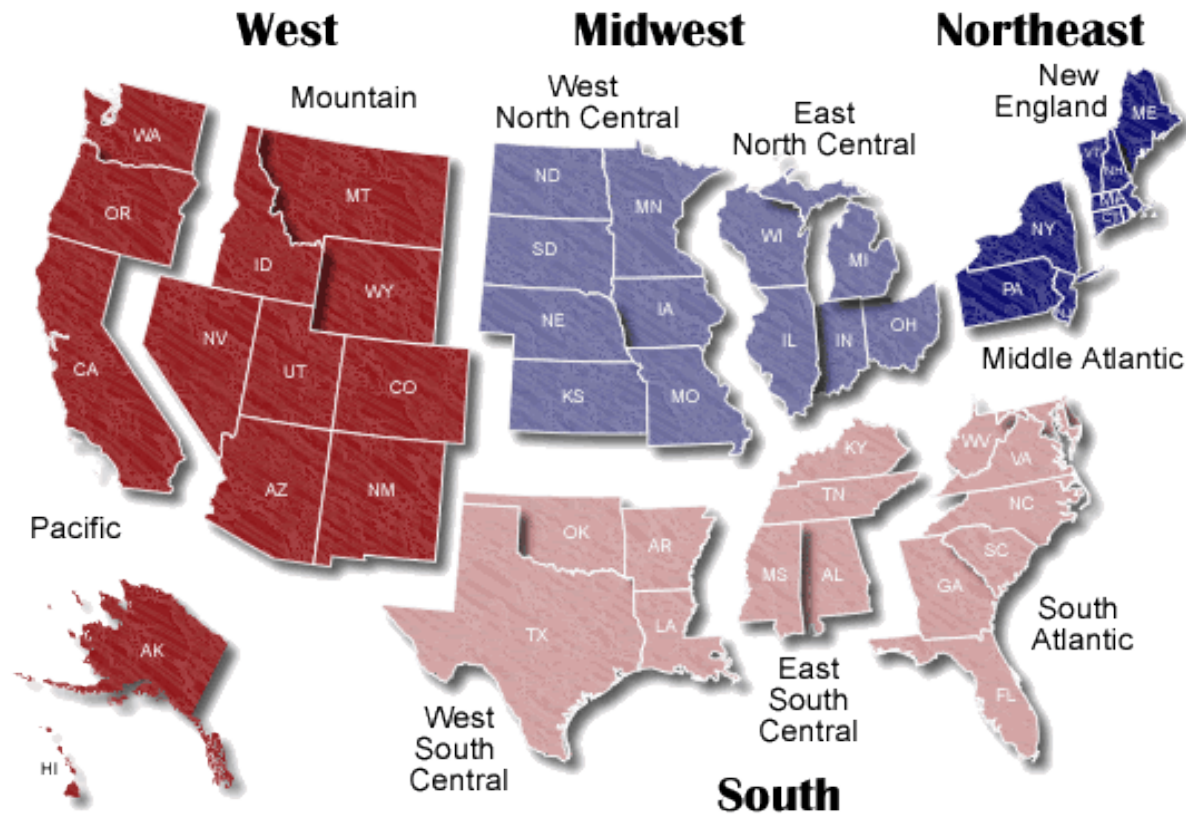 West
Midwest
Northeast
Mountain
West
North Central
East
North Central
New
England
WA
OR
CA
MT
ID
WY
NV
UT
CO
AZ
NM
Pacific
AK
HI
ND
SD
NE
KS
MN
IA
MO
WI
MI
IL
IN
OH
ME
VT
NH
MA
CT
NY
PA
Middle Atlantic
OK
AR
TX
LA
West
South
Central
KY
TN
MS
AL
East
South
Central
WV
VA
NC
SC
GA
FL
South
Atlantic
South